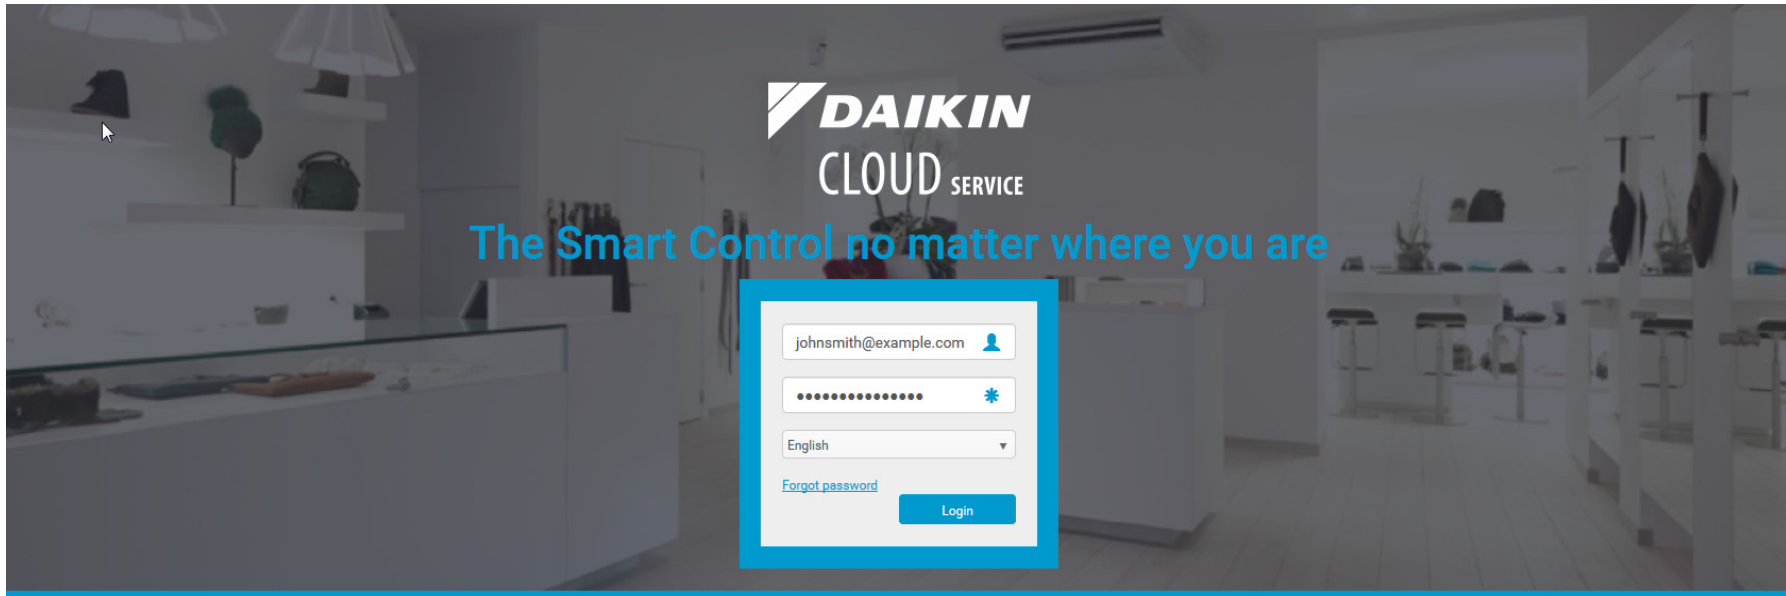 DAIKIN
CLOUD SERVICE
The Smart Control no matter where you are
johnsmith@example.com
•••••••••••••••
English
Forgot password
Login